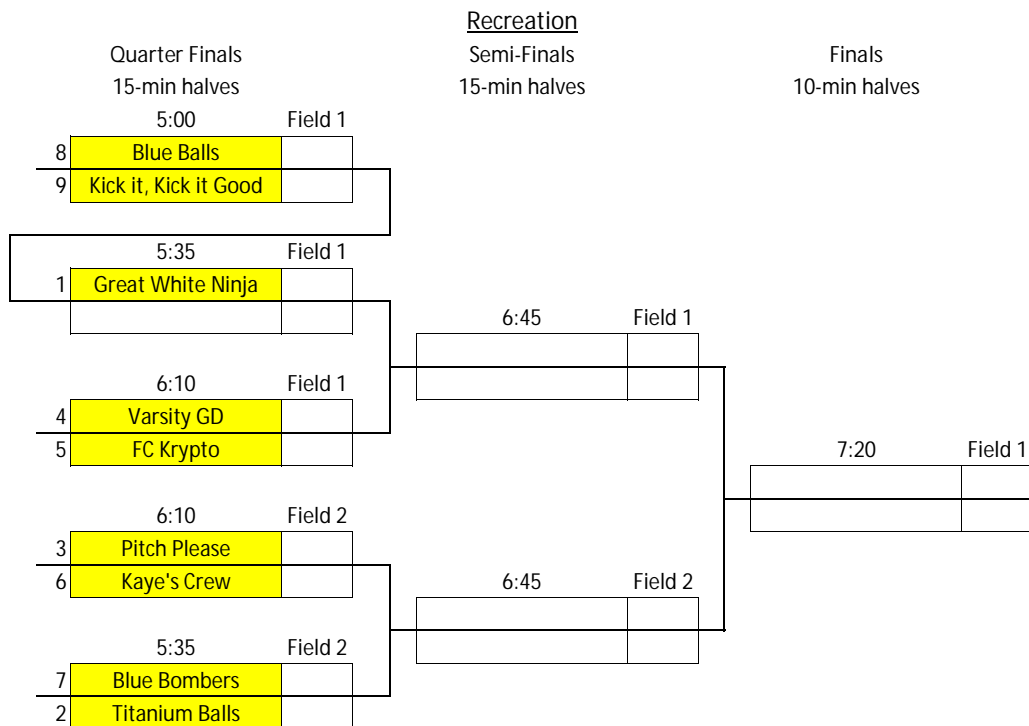 Recreation
Quarter Finals Semi-Finals Finals
15-min halves 15-min halves 10-min halves
5:00 Field 1
8 Blue Balls
9 Kick it, Kick it Good
5:35 Field 1
1 Great White Ninja
6:45 Field 1
6:10 Field 1
4 Varsity GD
5 FC Krypto
7:20 Field 1
6:10 Field 2
3 Pitch Please
6 Kaye's Crew
6:45 Field 2
5:35 Field 2
7 Blue Bombers
2 Titanium Balls